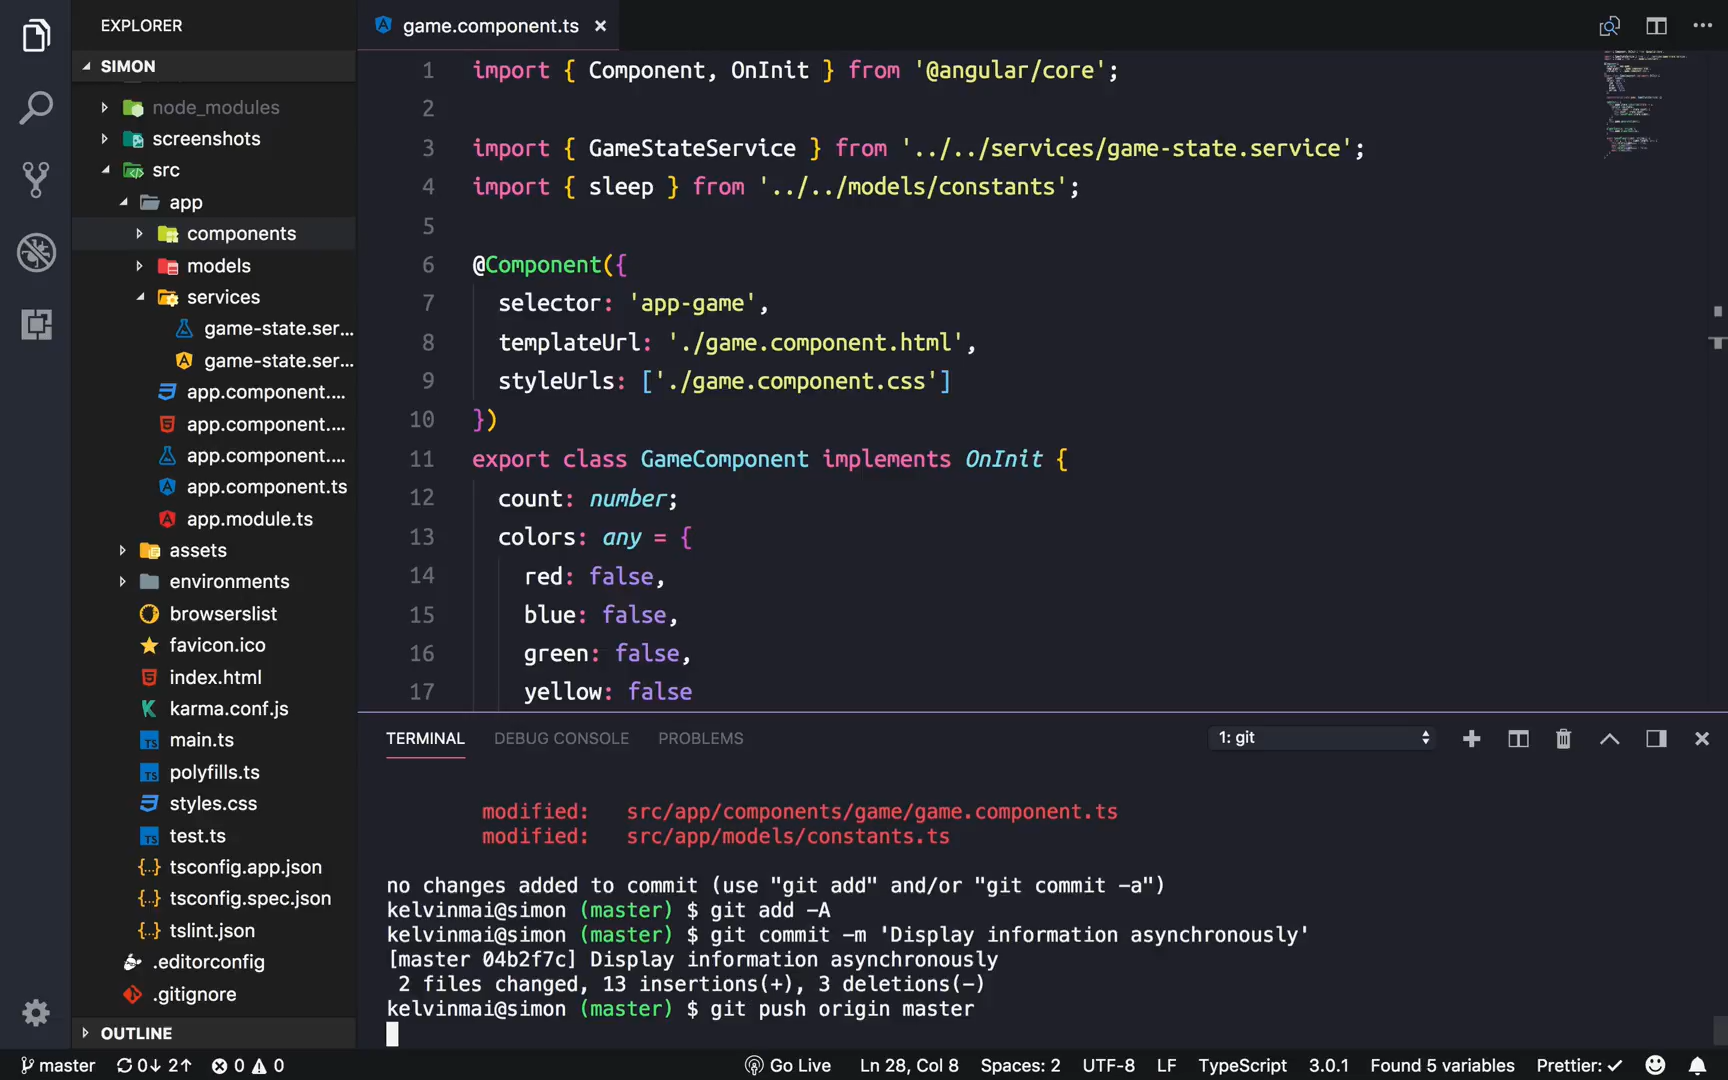 EXPLORER
SIMON
node_modules
screenshots
src
app
components
models
services
game-state.ser...
game-state.ser...
app.component....
app.component....
app.component....
app.component.ts
app.module.ts
assets
environments
browserslist
favicon.ico
index.html
karma.conf.js
main.ts
polyfills.ts
styles.css
test.ts
tsconfig.app.json
tsconfig.spec.json
tslint.json
.editorconfig
.gitignore
OUTLINE
game.component.ts
1 import { Component, OnInit } from '@angular/core';
2
3 import { GameStateService } from '../../services/game-state.service';
4 import { sleep } from '../../models/constants';
5
6 @Component({
7 selector: 'app-game',
8 templateUrl: './game.component.html',
9 styleUrls: ['./game.component.css']
10 })
11 export class GameComponent implements OnInit {
12 count: number;
13 colors: any = {
14 red: false,
15 blue: false,
16 green: false,
17 yellow: false
TERMINAL DEBUG CONSOLE PROBLEMS 1: git
modified: src/app/components/game/game.component.ts
modified: src/app/models/constants.ts
no changes added to commit (use "git add" and/or "git commit -a")
kelvinmai@simon (master) $ git add -A
kelvinmai@simon (master) $ git commit -m 'Display information asynchronously'
[master 04b2f7c] Display information asynchronously
2 files changed, 13 insertions(+), 3 deletions(-)
kelvinmai@simon (master) $ git push origin master
master 0↓ 2↑ 0 0 Go Live Ln 28, Col 8 Spaces: 2 UTF-8 LF TypeScript 3.0.1 Found 5 variables Prettier: ✓